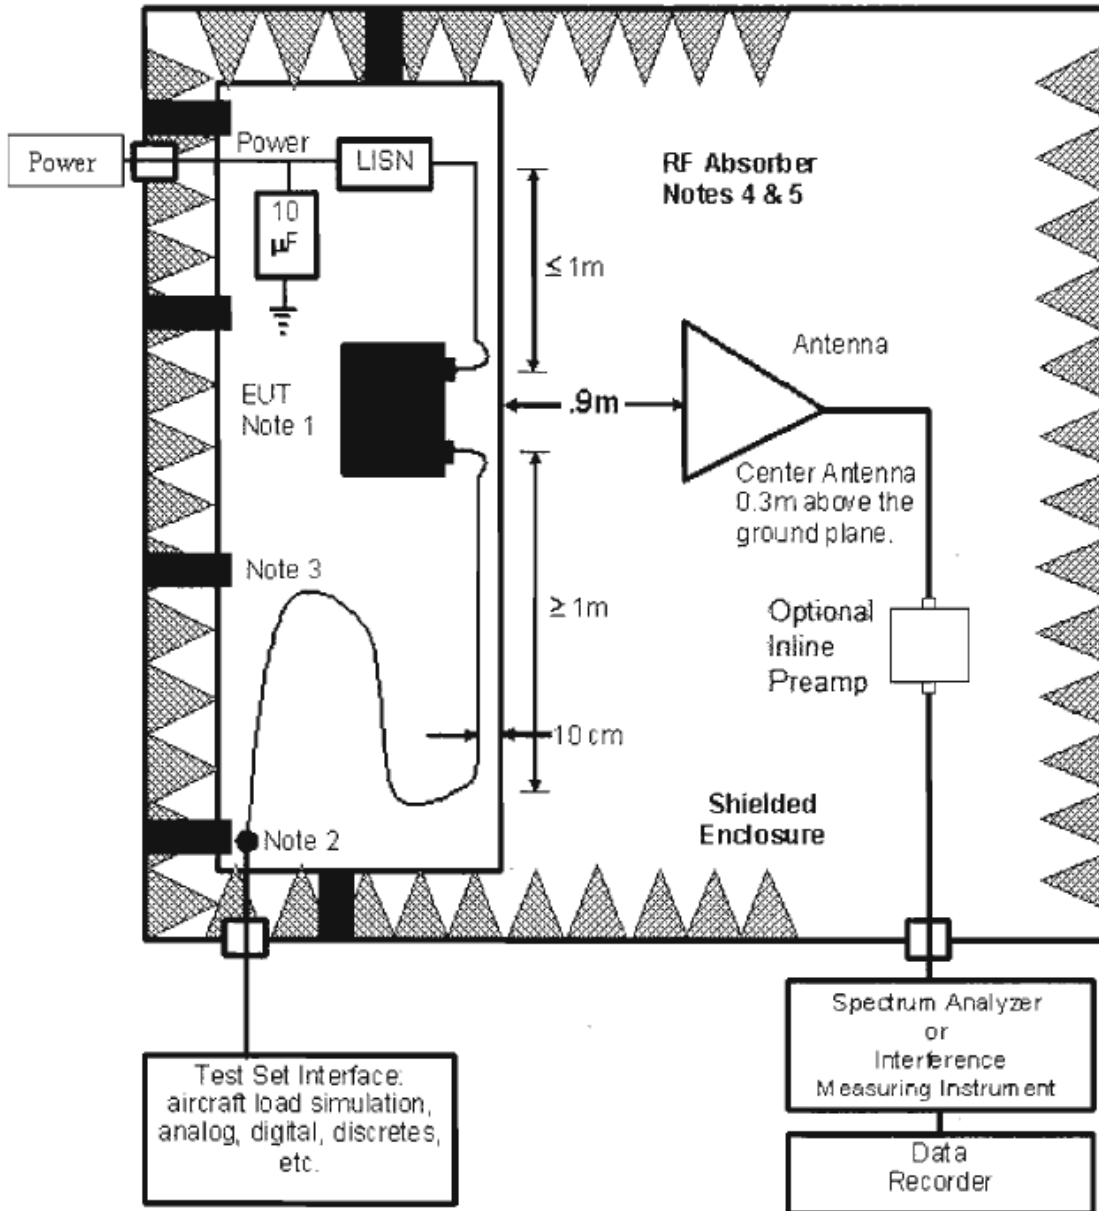 Power
Power
LISN
10
µF
RF Absorber
Notes 4 & 5
≤ 1m
Antenna
EUT
Note 1
.9m
Center Antenna
0.3m above the
ground plane.
Note 3
≥ 1m
Optional
Inline
Preamp
10 cm
Shielded
Enclosure
Note 2
Spectrum Analyzer
or
Interference
Measuring Instrument
Test Set Interface:
aircraft load simulation,
analog, digital, discretes,
etc.
Data
Recorder